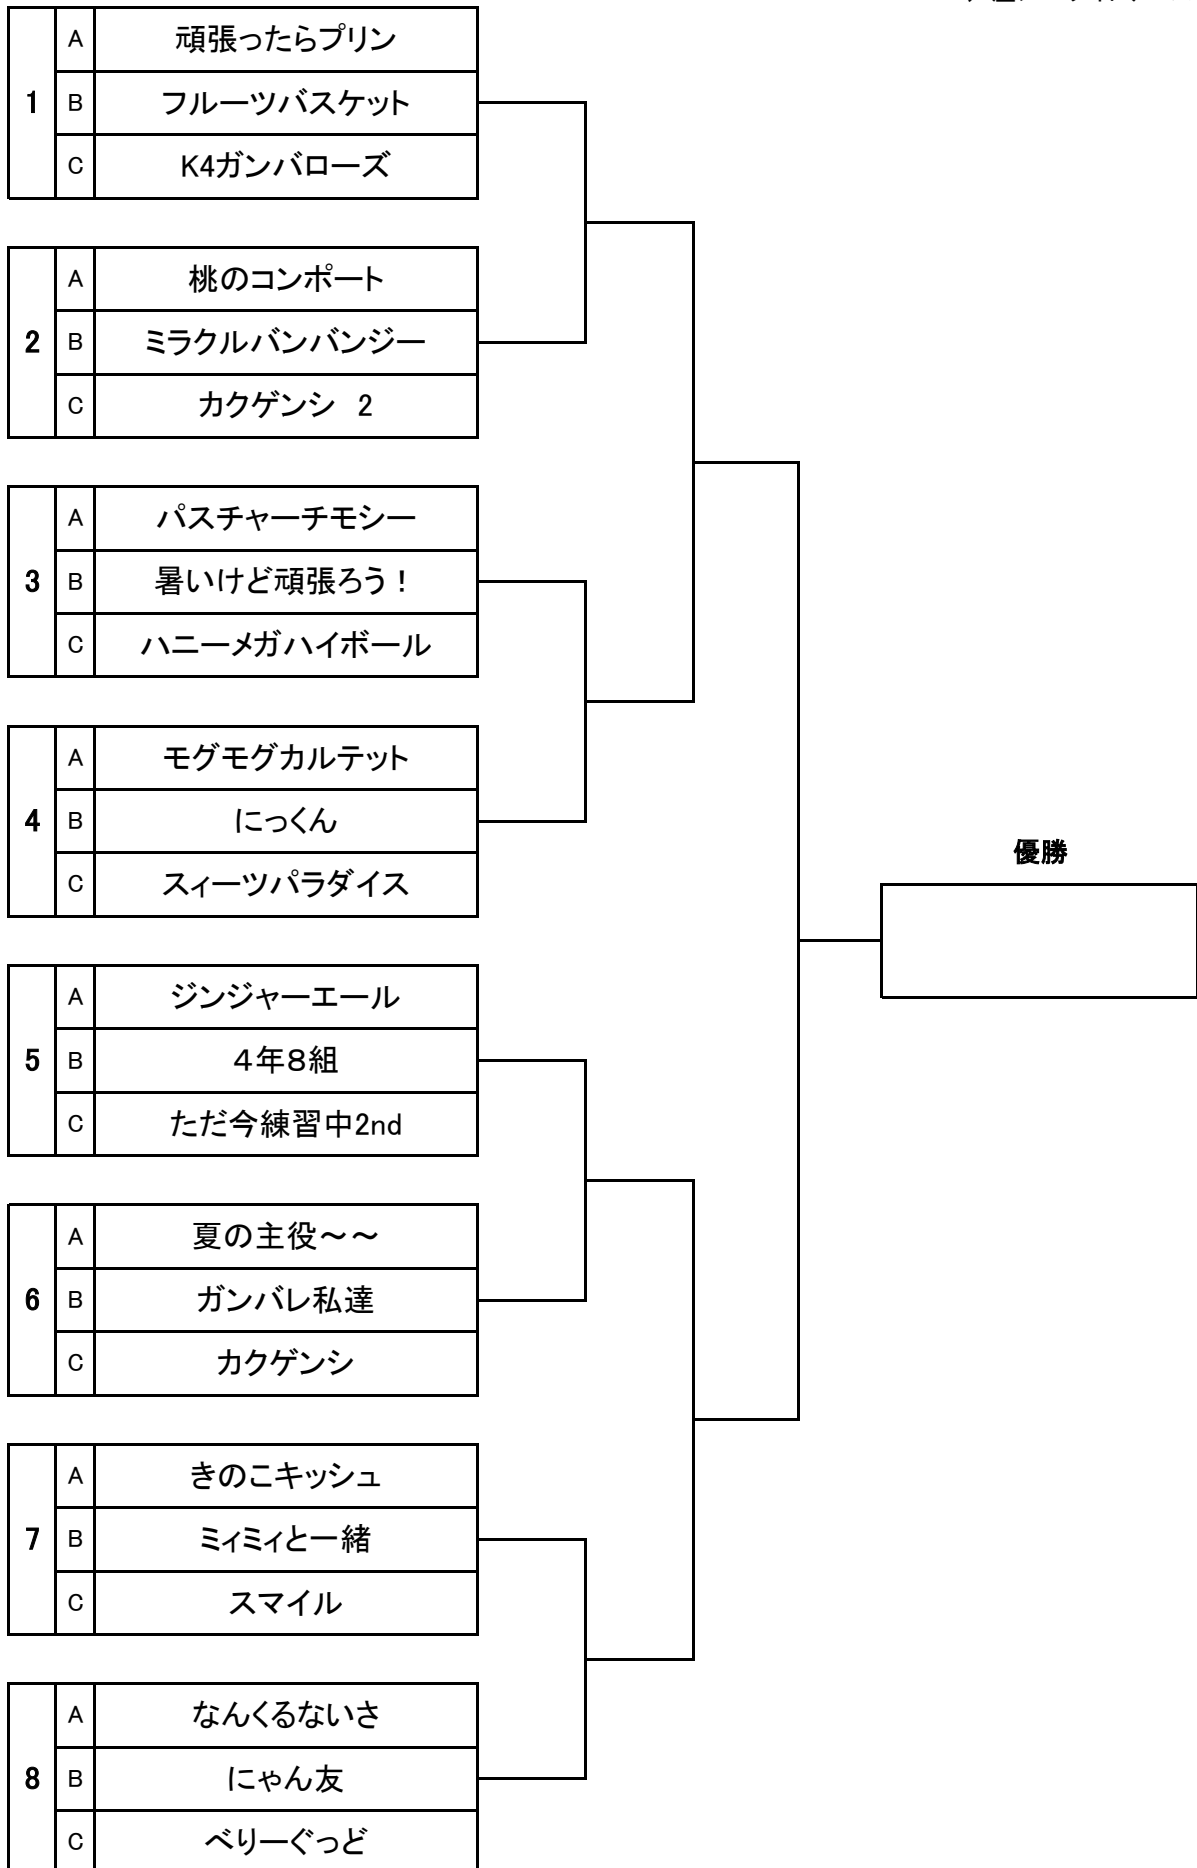 1
A 頑張ったらプリン
B フルーツバスケット
C K4ガンバローズ
2
A 桃のコンポート
B ミラクルバンバンジー
C カクゲンシ 2
3
A パスチャーチモシー
B 暑いけど頑張ろう！
C ハニーメガハイボール
4
A モグモグカルテット
B にっくん
C スィーツパラダイス
優勝
5
A ジンジャーエール
B ４年８組
C ただ今練習中2nd
6
A 夏の主役～～
B ガンバレ私達
C カクゲンシ
7
A きのこキッシュ
B ミィミィと一緒
C スマイル
8
A なんくるないさ
B にゃん友
C べりーぐっど